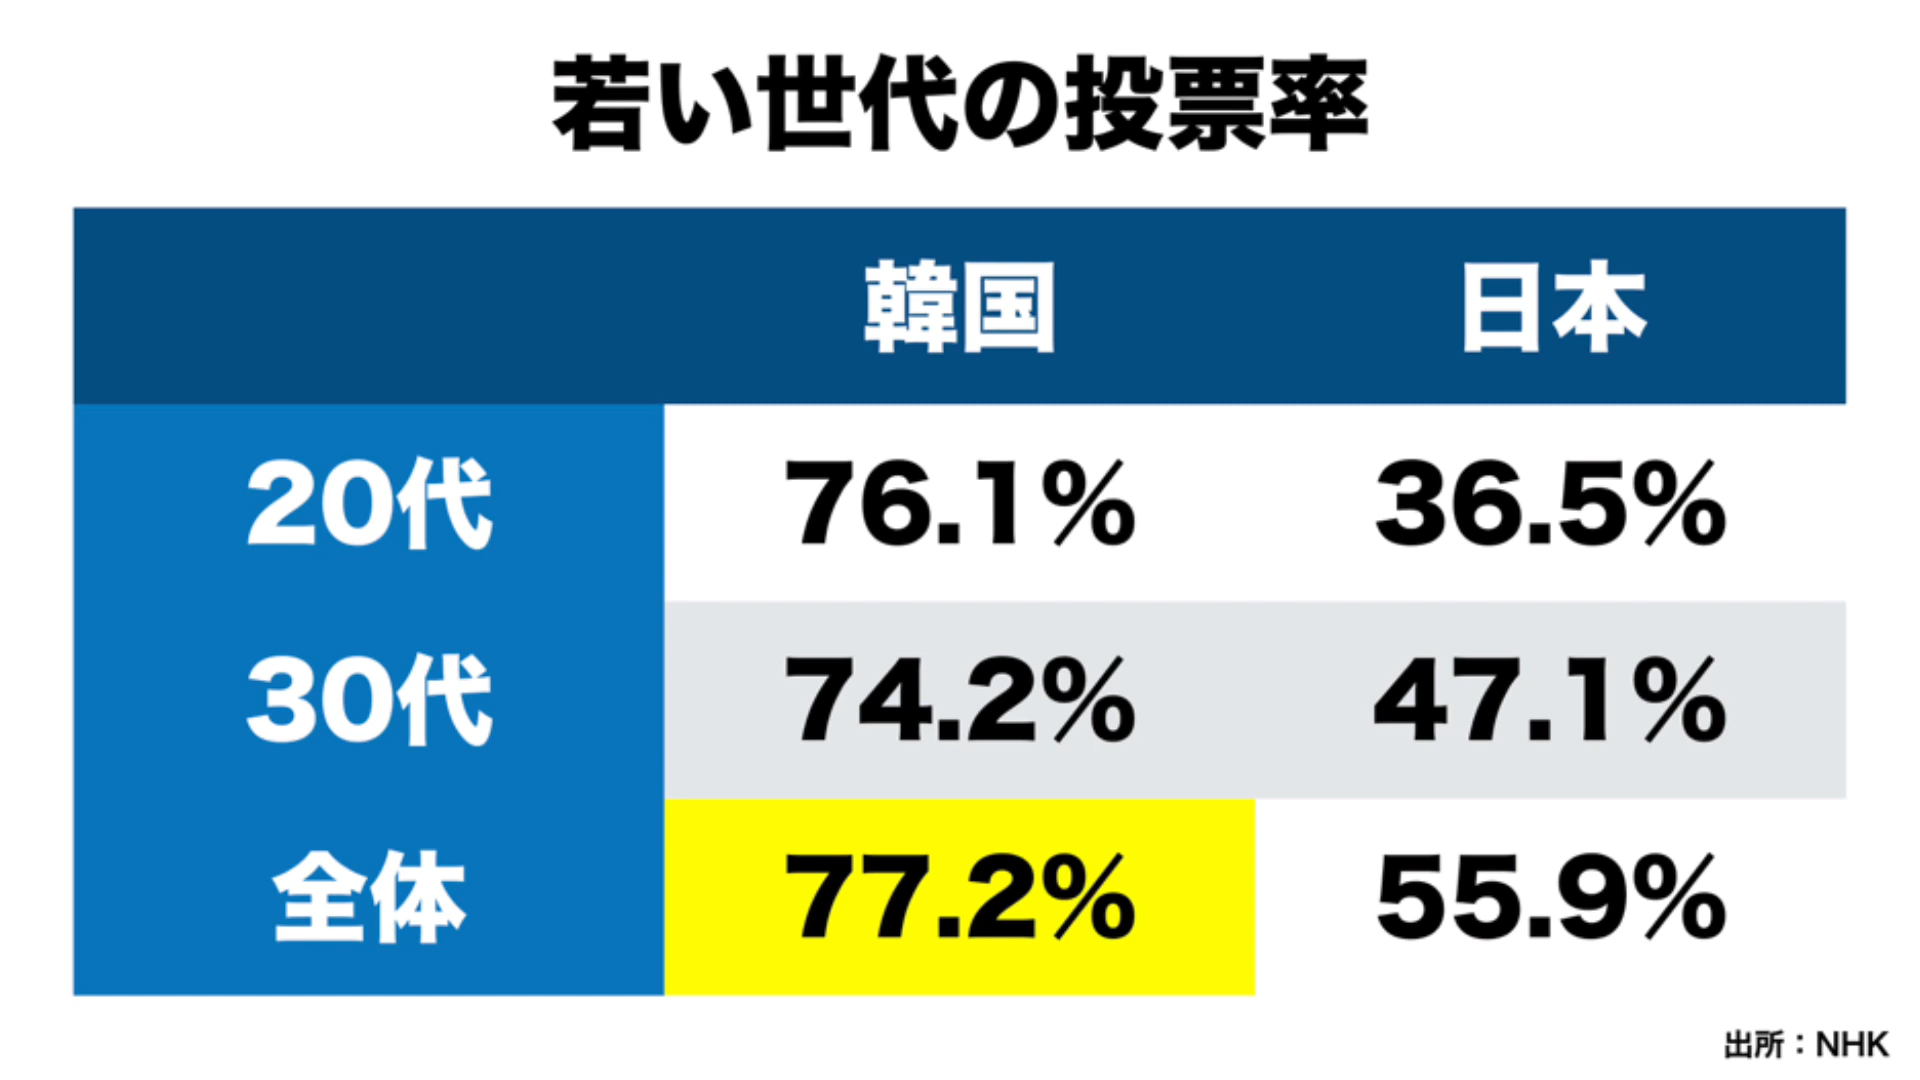 若い世代の投票率
韓国 日本
20代 76.1% 36.5%
30代 74.2% 47.1%
全体 77.2% 55.9%
出所：NHK